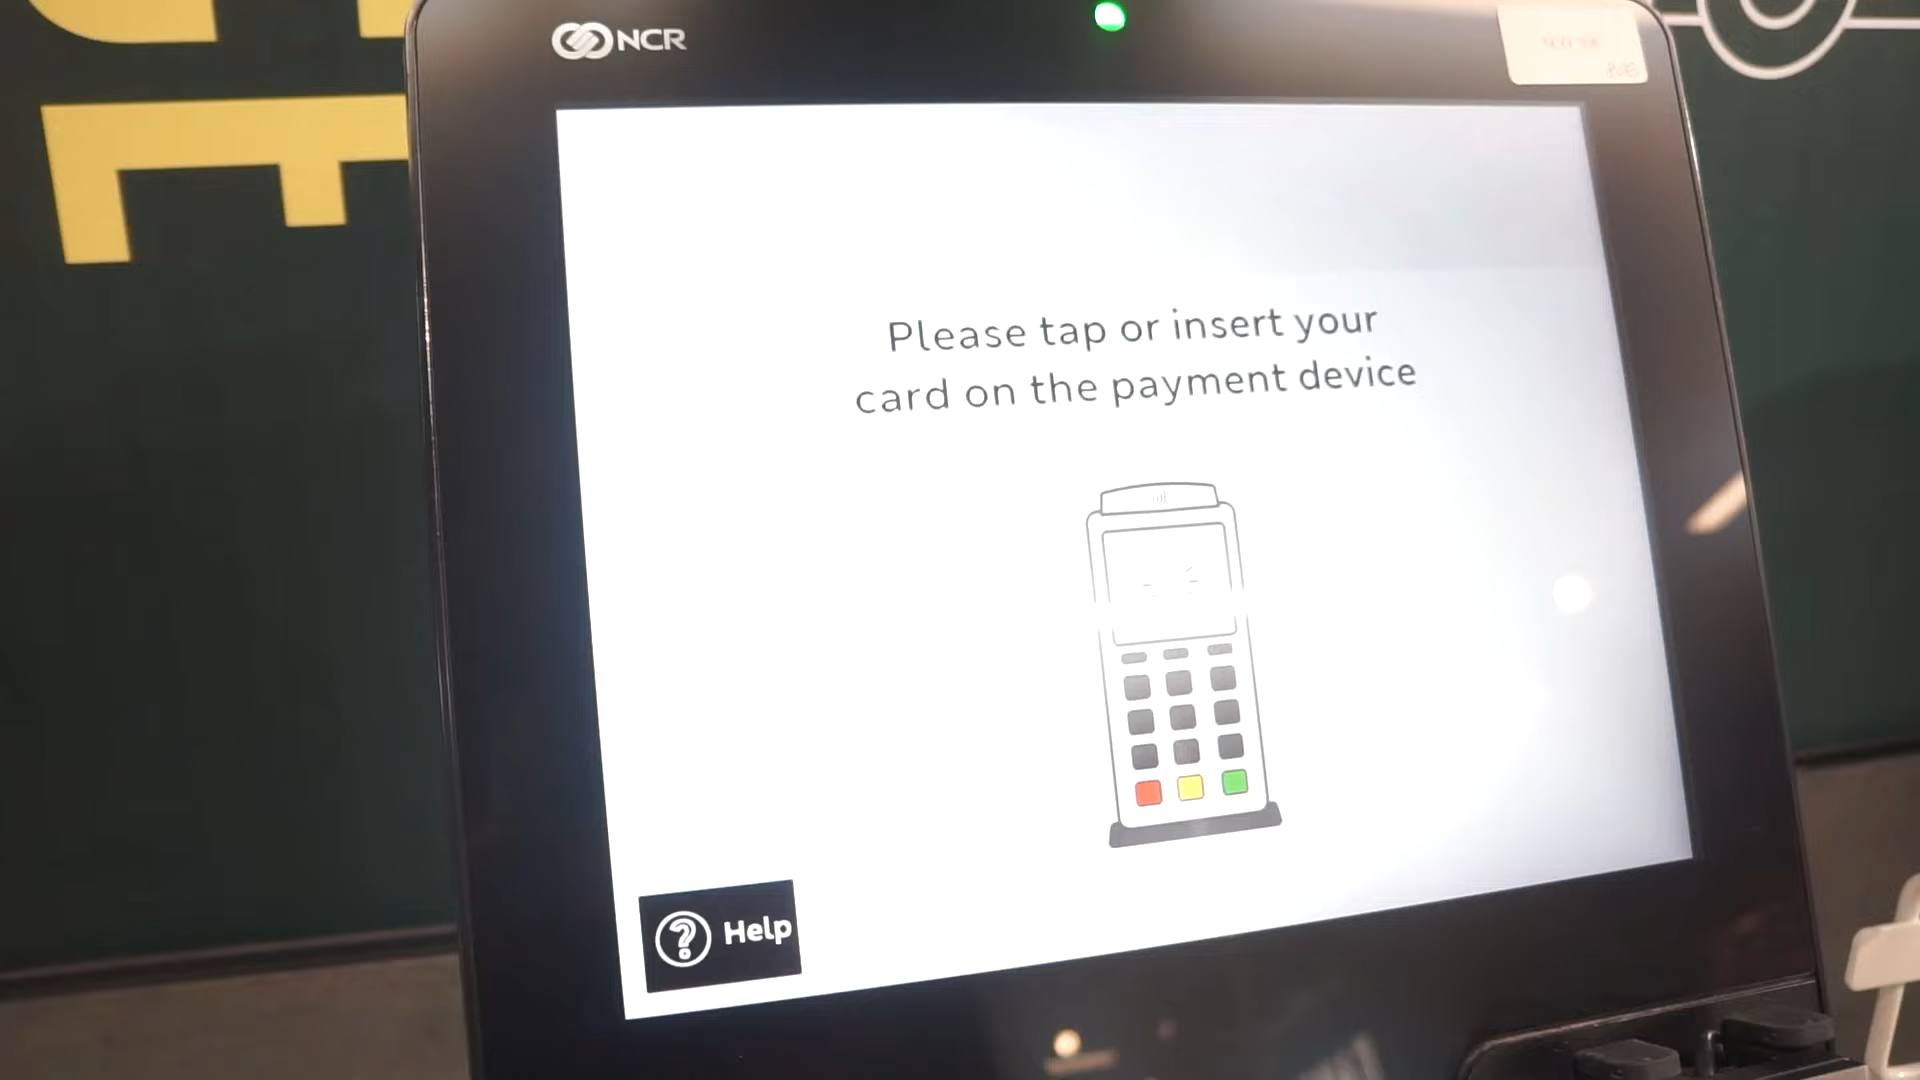 NCR
Please tap or insert your
card on the payment device
Help